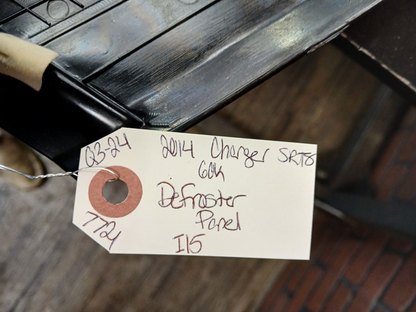 Q3-24
2014 Charger SRT8
60k
Defroster
Panel
I15
7724